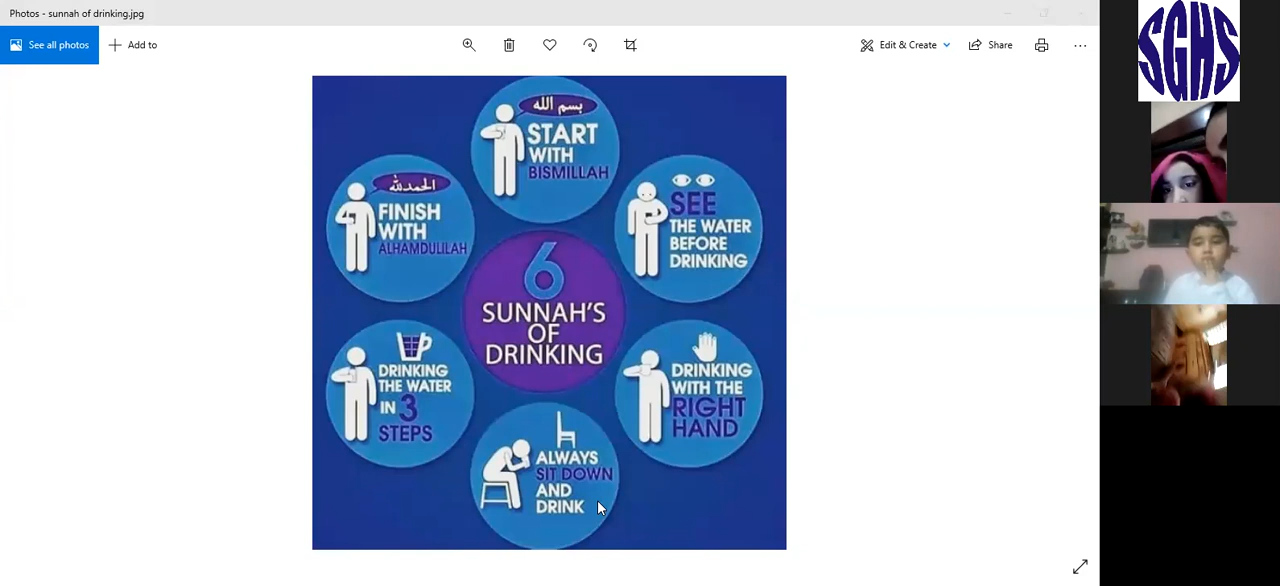 Photos - sunnah of drinking.jpg
See all photos
Add to
Edit & Create
Share
SGHS
بسم الله
START
WITH
BISMILLAH
SEE
THE WATER
BEFORE
DRINKING
DRINKING
WITH THE
RIGHT
HAND
ALWAYS
SIT DOWN
AND
DRINK
DRINKING
THE WATER
IN 3
STEPS
الحمدلله
FINISH
WITH
ALHAMDULILAH
6
SUNNAH'S
OF
DRINKING